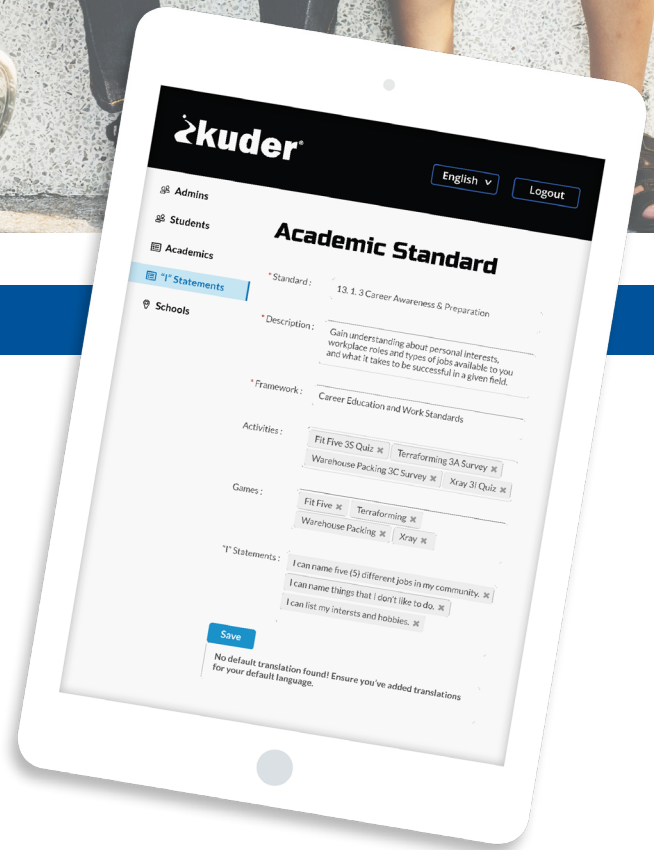 kuder®
English
Logout
Admins
Students
Academics
"I" Statements
Schools
Academic Standard
* Standard :
13. 1. 3 Career Awareness & Preparation
* Description :
Gain understanding about personal interests,
workplace roles and types of jobs available to you
and what it takes to be successful in a given field.
* Framework :
Career Education and Work Standards
Activities :
Fit Five 3S Quiz ✖ Terraforming 3A Survey ✖
Warehouse Packing 3C Survey ✖ Xray 3i Quiz ✖
Games :
Fit Five ✖ Terraforming ✖
Warehouse Packing ✖ Xray ✖
"I" Statements :
I can name five (5) different jobs in my community. ✖
I can name things that I don't like to do. ✖
I can list my intersts and hobbies. ✖
Save
No default translation found! Ensure you've added translations
for your default language.